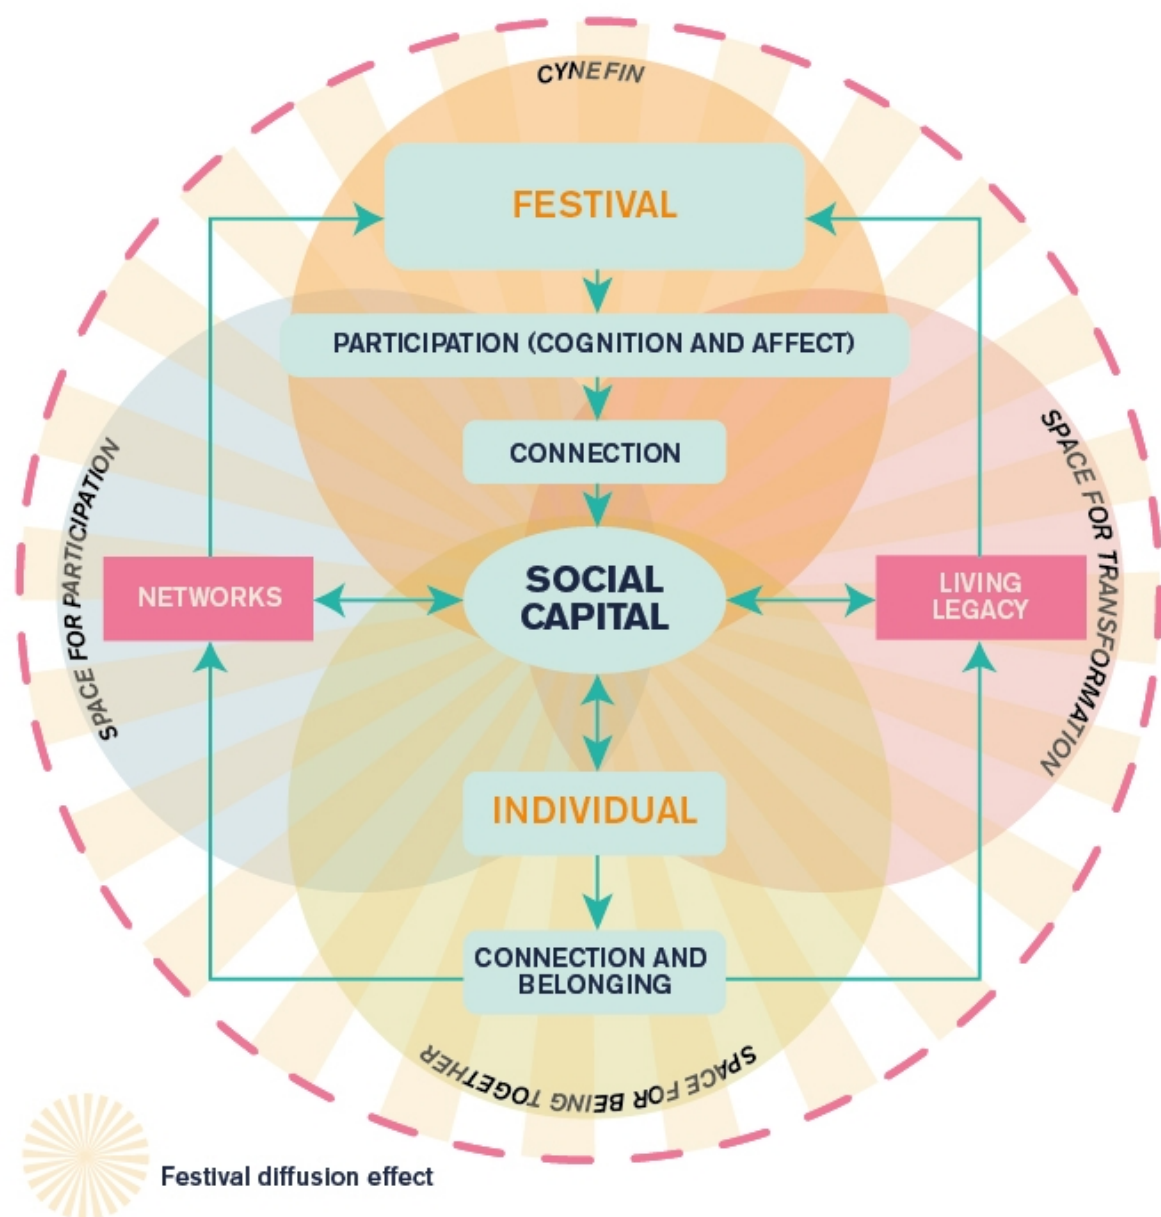 CYNEFIN
FESTIVAL
PARTICIPATION (COGNITION AND AFFECT)
CONNECTION
SPACE FOR PARTICIPATION
SPACE FOR TRANSFORMATION
NETWORKS
SOCIAL
CAPITAL
LIVING
LEGACY
INDIVIDUAL
CONNECTION AND
BELONGING
SPACE FOR BEING TOGETHER
Festival diffusion effect